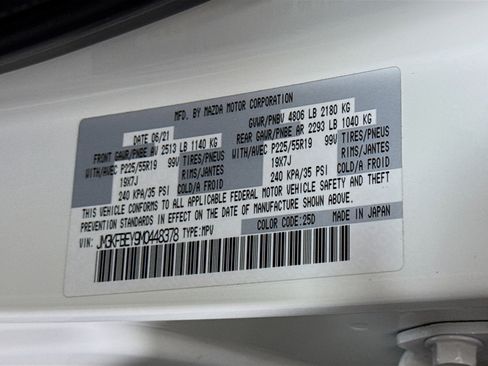 MFD. BY MAZDA MOTOR CORPORATION
DATE 06/21 GVWR/PNBV 4806 LB 2180 KG
FRONT GAWR/PNBE AV 2513 LB 1140 KG REAR GAWR/PNBE AR 2293 LB 1040 KG
WITH/AVEC P225/55R19 99V TIRES/PNEUS WITH/AVEC P225/55R19 99V TIRES/PNEUS
19X7J RIMS/JANTES 19X7J RIMS/JANTES
240 KPA/35 PSI COLD/A FROID 240 KPA/35 PSI COLD/A FROID
THIS VEHICLE CONFORMS TO ALL APPLICABLE FEDERAL MOTOR VEHICLE SAFETY AND THEFT
PREVENTION STANDARDS IN EFFECT ON THE DATE OF MANUFACTURE SHOWN ABOVE.
VIN: JM3KFBEY9M0448378 TYPE:MPV COLOR CODE:25D MADE IN JAPAN